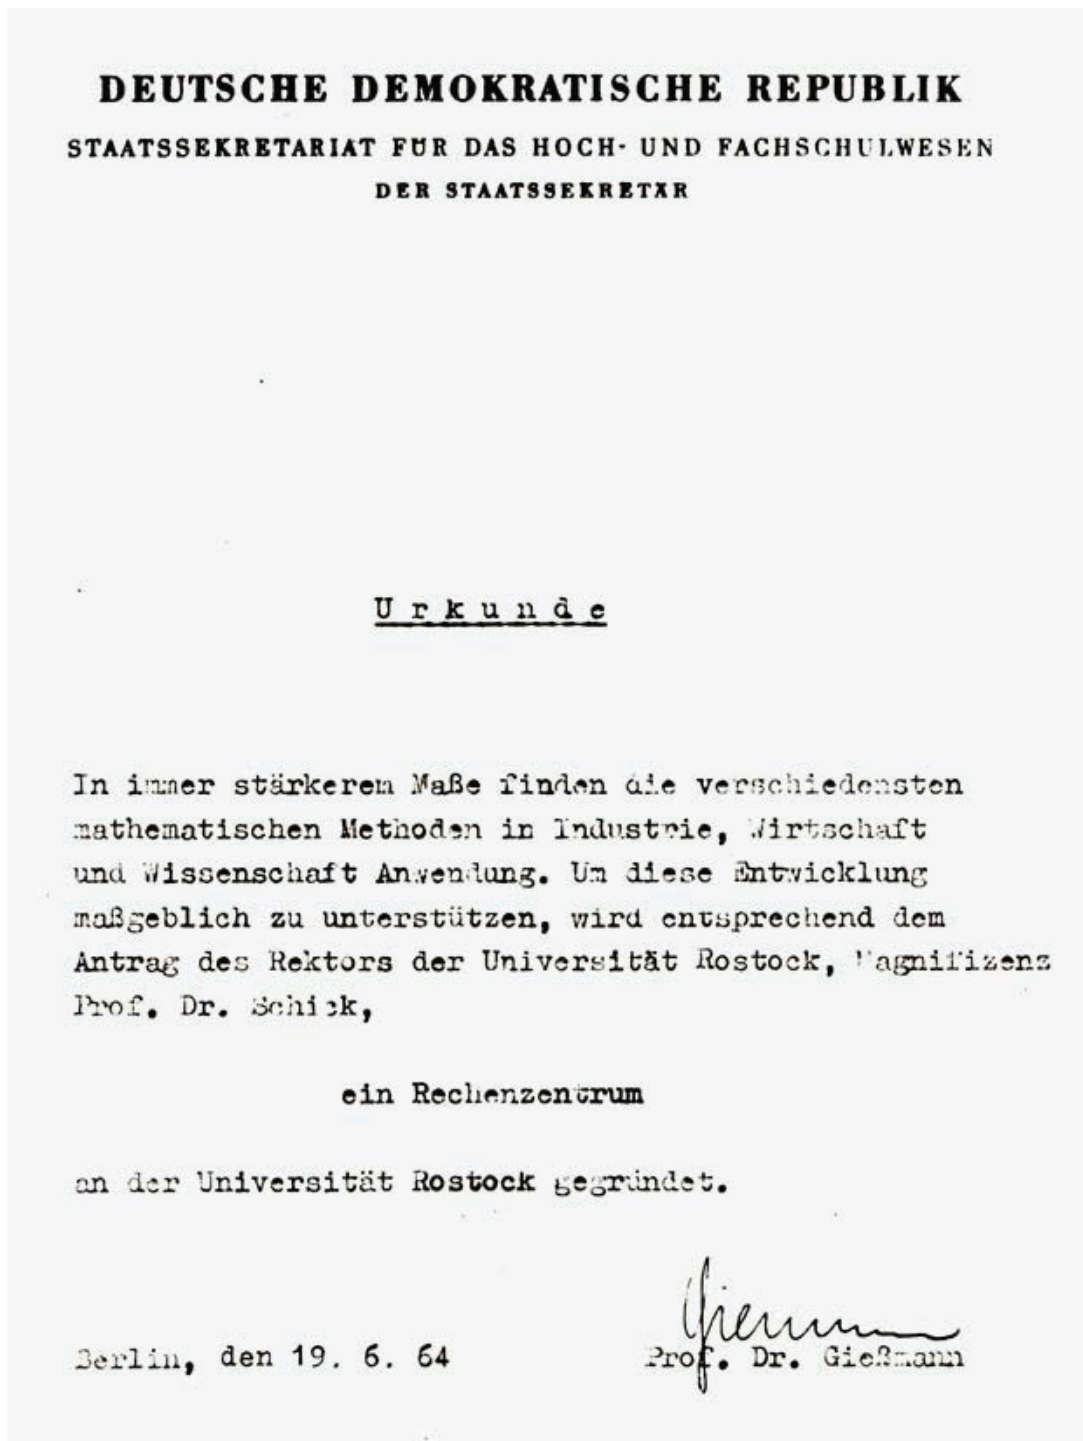 DEUTSCHE DEMOKRATISCHE REPUBLIK
STAATSSEKRETARIAT FÜR DAS HOCH- UND FACHSCHULWESEN
DER STAATSSEKRETÄR
Urkunde
In immer stärkerem Maße finden die verschiedensten
mathematischen Methoden in Industrie, Wirtschaft
und Wissenschaft Anwendung. Um diese Entwicklung
maßgeblich zu unterstützen, wird entsprechend dem
Antrag des Rektors der Universität Rostock, Magnifizenz
Prof. Dr. Schick,
ein Rechenzentrum
an der Universität Rostock gegründet.
Berlin, den 19. 6. 64
Prof. Dr. Gießmann